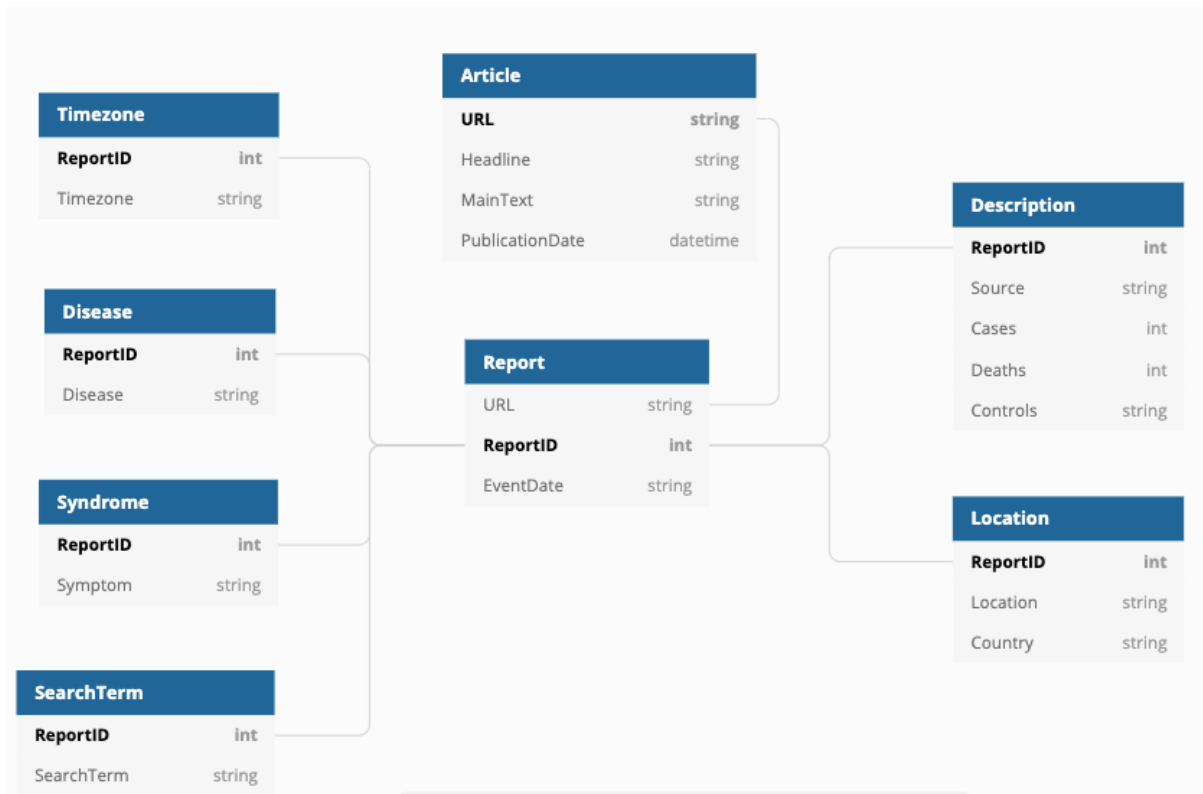 Timezone
ReportID int
Timezone string
Disease
ReportID int
Disease string
Syndrome
ReportID int
Symptom string
SearchTerm
ReportID int
SearchTerm string
Article
URL string
Headline string
MainText string
PublicationDate datetime
Report
URL string
ReportID int
EventDate string
Description
ReportID int
Source string
Cases int
Deaths int
Controls string
Location
ReportID int
Location string
Country string